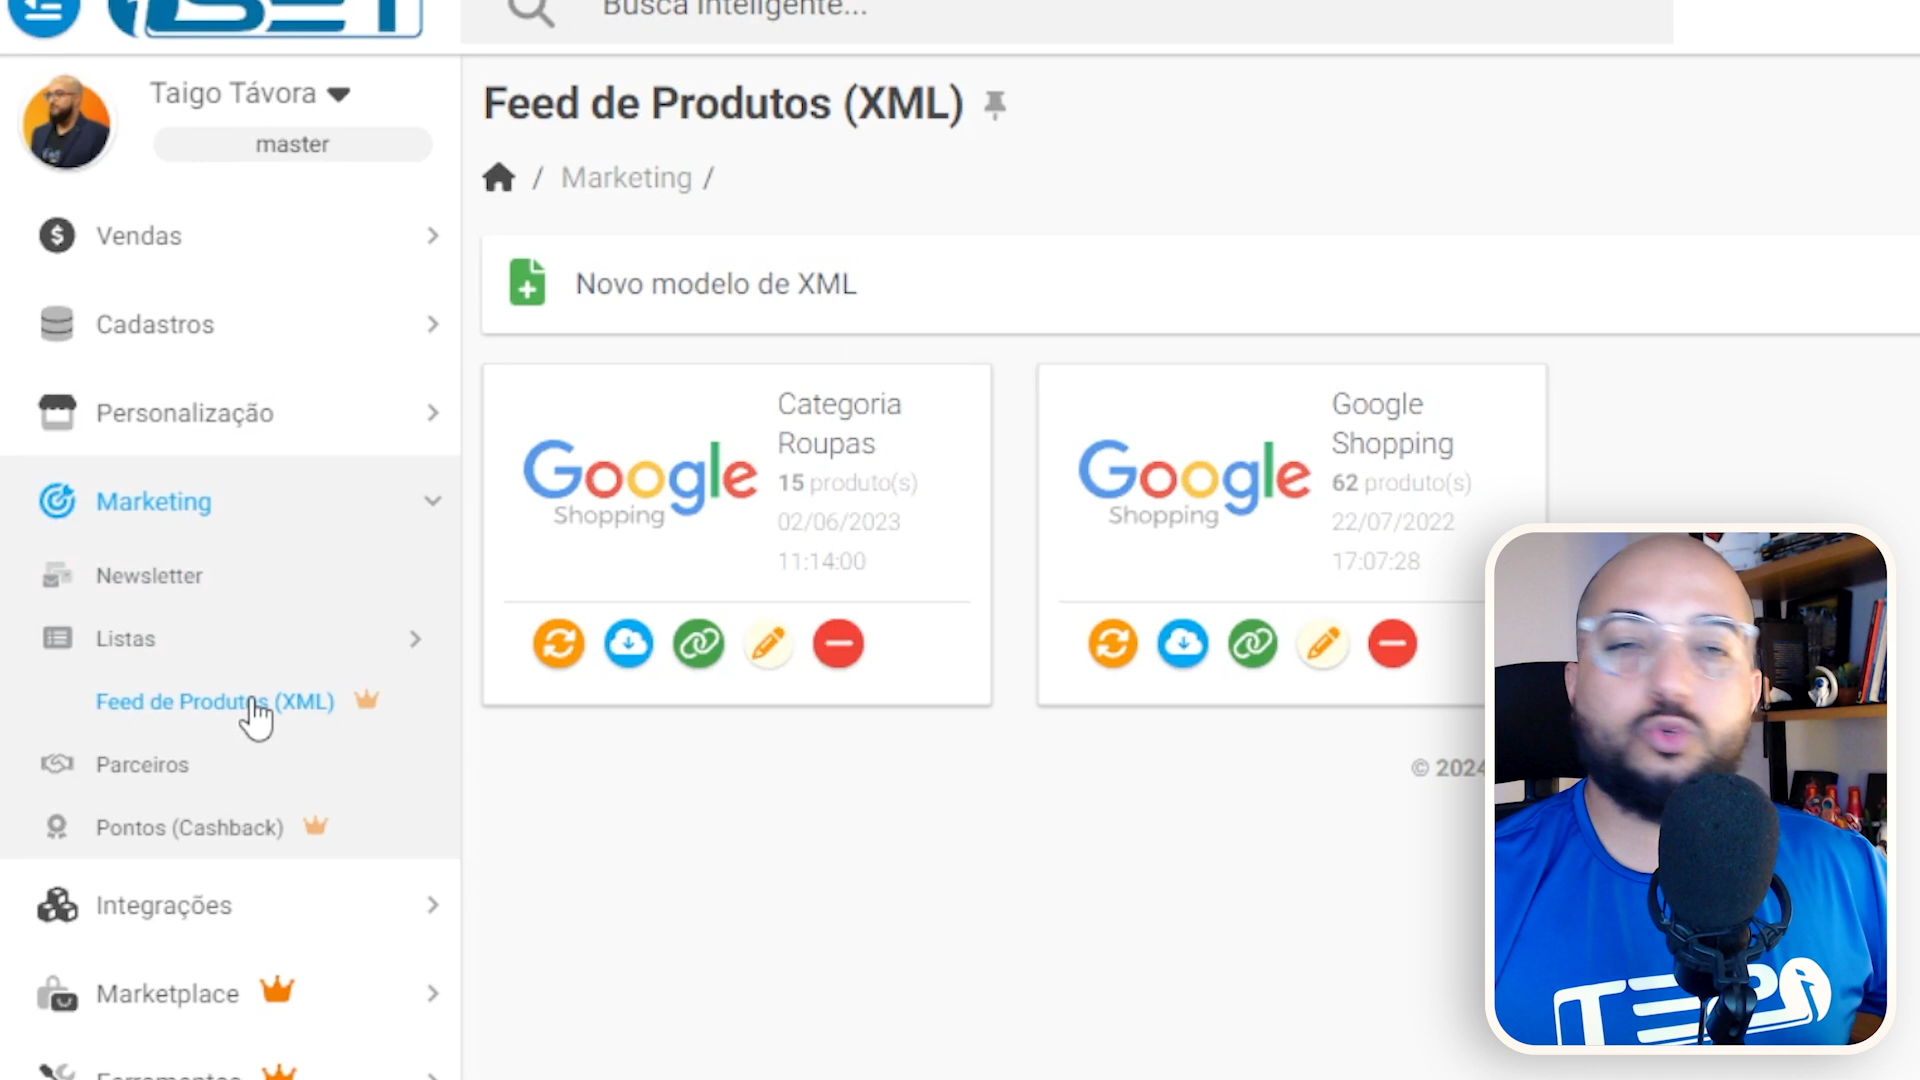 Busca Inteligente...
Taigo Távora
master
Vendas
Cadastros
Personalização
Marketing
Newsletter
Listas
Feed de Produtos (XML)
Parceiros
Pontos (Cashback)
Integrações
Marketplace
Ferramentas
Feed de Produtos (XML)
/ Marketing /
Novo modelo de XML
Google
Shopping
Categoria
Roupas
15 produto(s)
02/06/2023
11:14:00
Google
Shopping
Google
Shopping
62 produto(s)
22/07/2022
17:07:28
© 2024